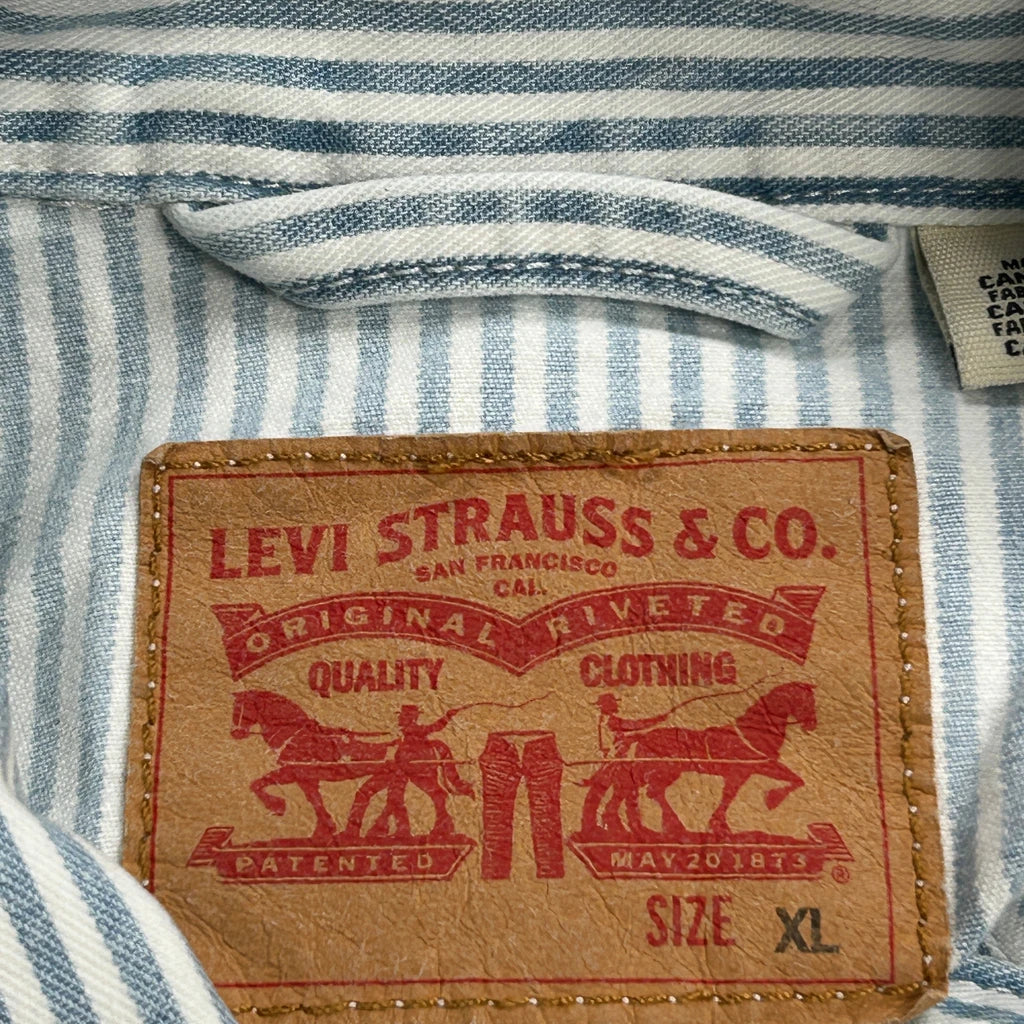 LEVI STRAUSS & CO.
SAN FRANCISCO
CAL.
ORIGINAL RIVETED
QUALITY CLOTHING
PATENTED MAY 20 1873
®
SIZE XL